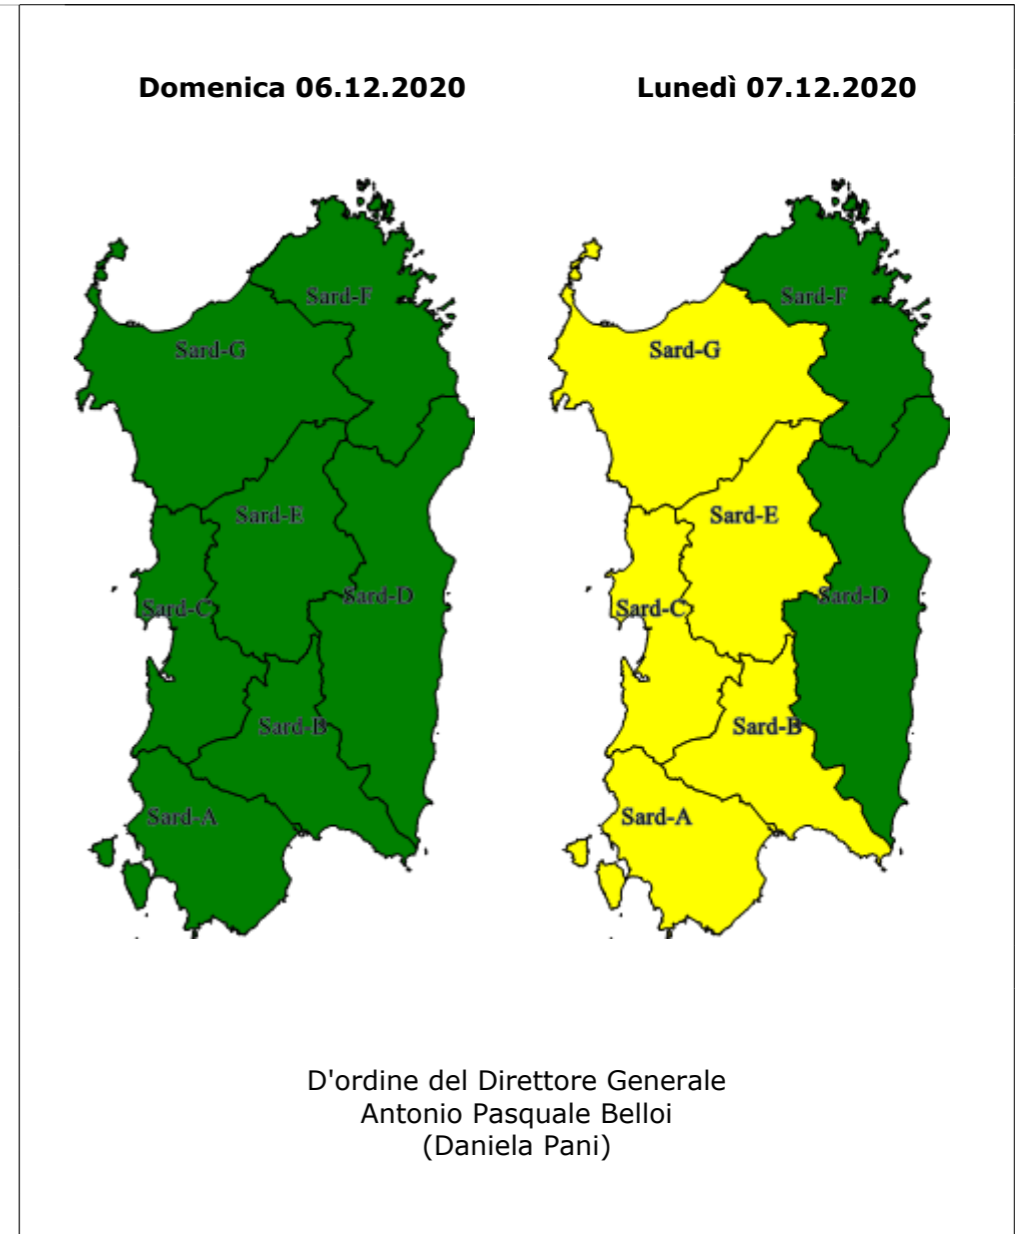 Domenica 06.12.2020
Lunedì 07.12.2020
Sard-F
Sard-G
Sard-E
Sard-D
Sard-C
Sard-B
Sard-A
Sard-F
Sard-G
Sard-E
Sard-D
Sard-C
Sard-B
Sard-A
D'ordine del Direttore Generale
Antonio Pasquale Belloi
(Daniela Pani)